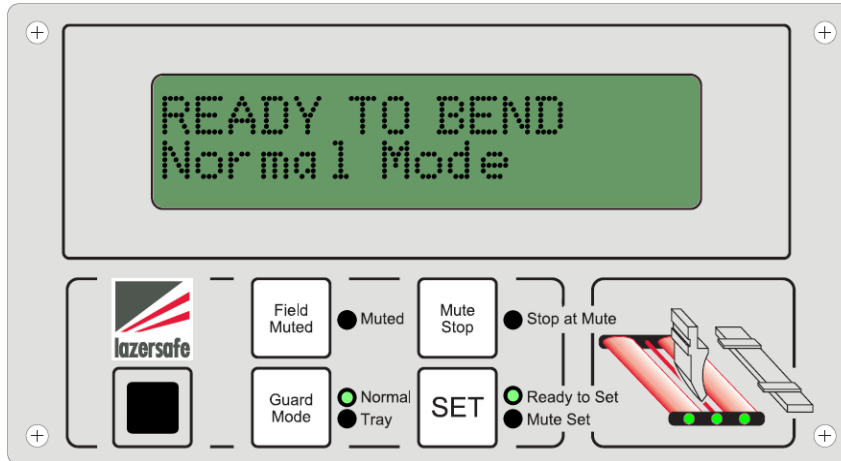 READY TO BEND
Normal Mode
lazersafe
Field
Muted
Muted
Mute
Stop
Stop at Mute
Guard
Mode
Normal
Tray
SET
Ready to Set
Mute Set